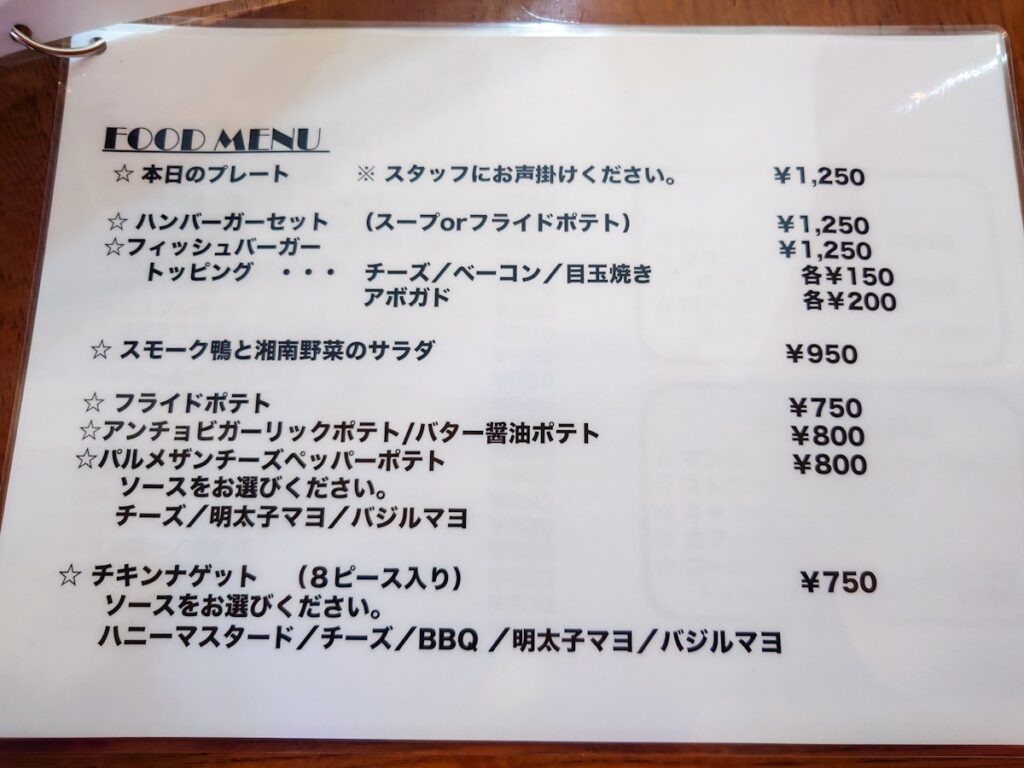 FOOD MENU
☆ 本日のプレート ※ スタッフにお声掛けください。 ¥1,250
☆ ハンバーガーセット （スープorフライドポテト） ¥1,250
☆フィッシュバーガー ¥1,250
トッピング ・・・ チーズ／ベーコン／目玉焼き 各¥150
アボガド 各¥200
☆ スモーク鴨と湘南野菜のサラダ ¥950
☆ フライドポテト ¥750
☆アンチョビガーリックポテト/バター醤油ポテト ¥800
☆パルメザンチーズペッパーポテト ¥800
ソースをお選びください。
チーズ／明太子マヨ／バジルマヨ
☆ チキンナゲット （８ピース入り） ¥750
ソースをお選びください。
ハニーマスタード／チーズ／BBQ ／明太子マヨ／バジルマヨ